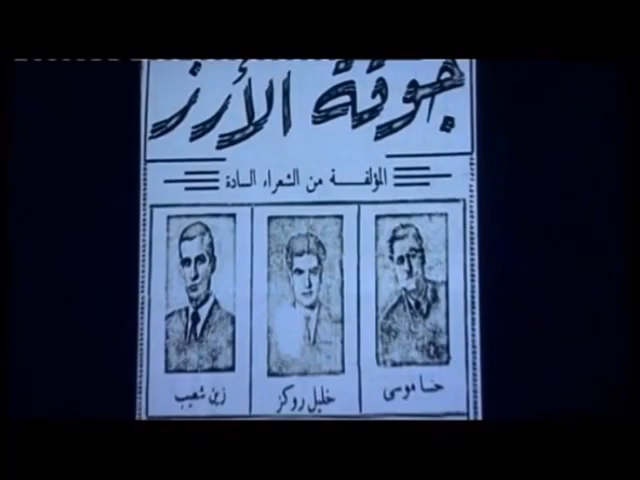 جوقة الأرز
المؤلفة من الشعراء السادة
حنا موسى
خليل روكز
زين شعيب